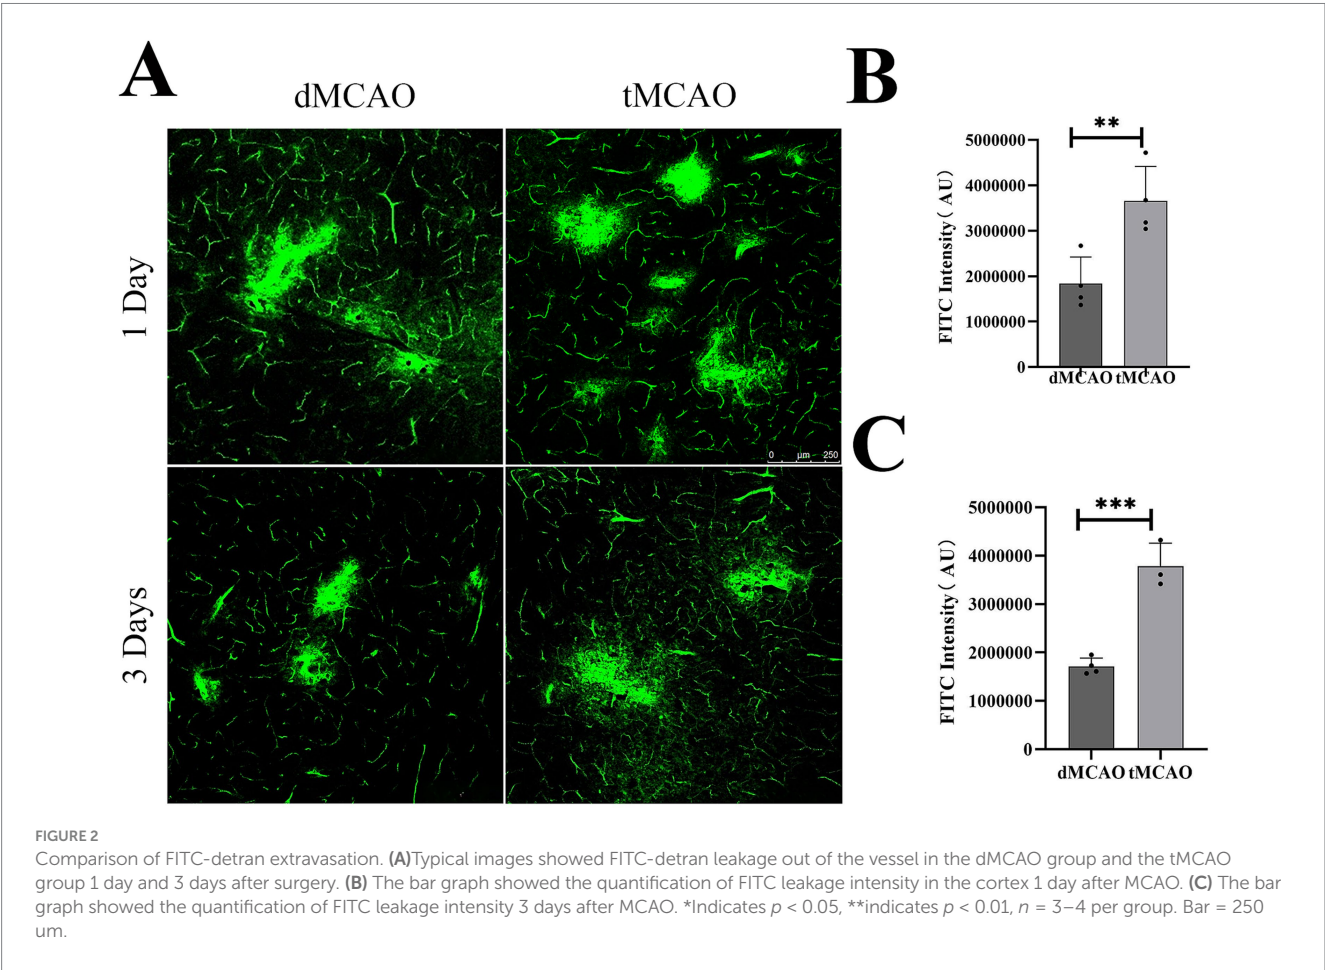 A
dMCAO
tMCAO
1 Day
3 Days
0 µm 250
B
**
5000000
4000000
3000000
2000000
1000000
0
FITC Intensity( AU)
dMCAO tMCAO
C
***
5000000
4000000
3000000
2000000
1000000
0
FITC Intensity( AU)
dMCAO tMCAO
FIGURE 2
Comparison of FITC-detran extravasation. (A)Typical images showed FITC-detran leakage out of the vessel in the dMCAO group and the tMCAO
group 1 day and 3 days after surgery. (B) The bar graph showed the quantification of FITC leakage intensity in the cortex 1 day after MCAO. (C) The bar
graph showed the quantification of FITC leakage intensity 3 days after MCAO. *Indicates p < 0.05, **indicates p < 0.01, n = 3–4 per group. Bar = 250
um.